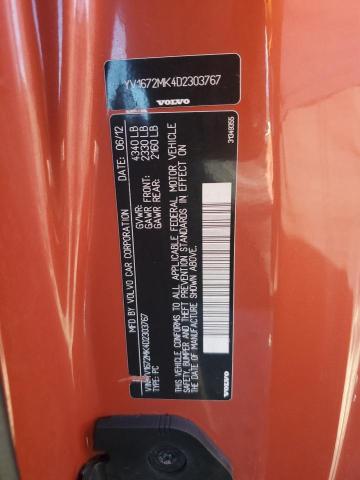 YV1672MK4D2303767
VOLVO
MFD BY VOLVO CAR CORPORATION 06/12
GVWR: 4340 LB
GAWR FRONT: 2330 LB
GAWR REAR: 2160 LB
VIN: YV1672MK4D2303767
TYPE: PC
THIS VEHICLE CONFORMS TO ALL APPLICABLE FEDERAL MOTOR VEHICLE
SAFETY, BUMPER AND THEFT PREVENTION STANDARDS IN EFFECT ON
THE DATE OF MANUFACTURE SHOWN ABOVE
VOLVO